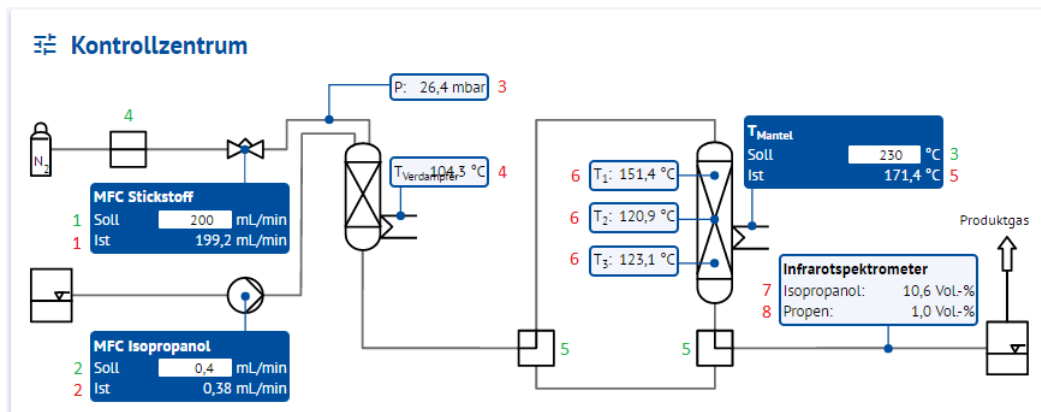 Kontrollzentrum
P: 26,4 mbar 3
4
N2
MFC Stickstoff
1 Soll 200 mL/min
1 Ist 199,2 mL/min
TVerdampfer 104,3 °C 4
TMantel
Soll 230 °C 3
Ist 171,4 °C 5
6 T1: 151,4 °C
6 T2: 120,9 °C
6 T3: 123,1 °C
Produktgas
Infrarotspektrometer
7 Isopropanol: 10,6 Vol.-%
8 Propen: 1,0 Vol.-%
MFC Isopropanol
2 Soll 0,4 mL/min
2 Ist 0,38 mL/min
5
5